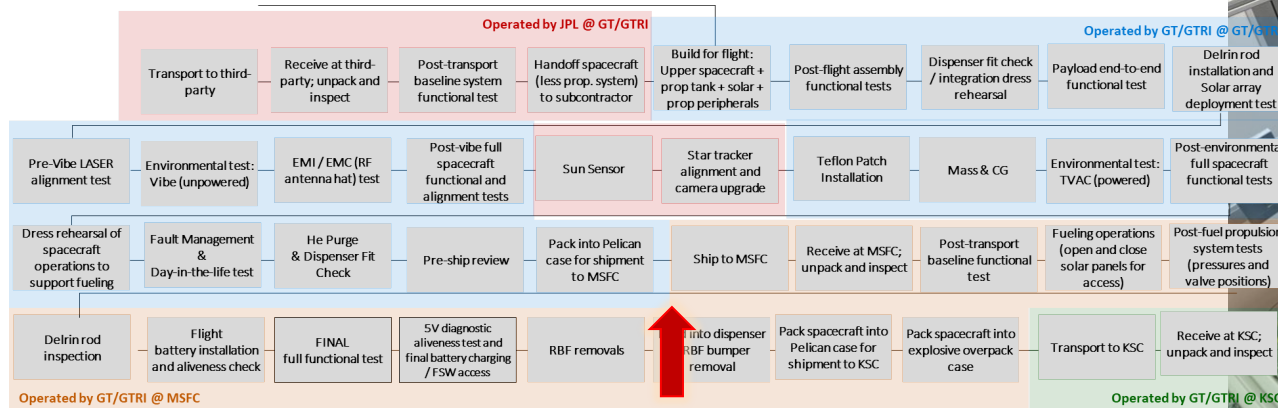 Operated by JPL @ GT/GTRI
Operated by GT/GTRI @ GT/GTRI
Transport to third-
party
Receive at third-
party; unpack and
inspect
Post-transport
baseline system
functional test
Handoff spacecraft
(less prop. system)
to subcontractor
Build for flight:
Upper spacecraft +
prop tank + solar +
prop peripherals
Post-flight assembly
functional tests
Dispenser fit check
/ integration dress
rehearsal
Payload end-to-end
functional test
Delrin rod
installation and
Solar array
deployment test
Pre-Vibe LASER
alignment test
Environmental test:
Vibe (unpowered)
EMI / EMC (RF
antenna hat) test
Post-vibe full
spacecraft
functional and
alignment tests
Sun Sensor
Star tracker
alignment and
camera upgrade
Teflon Patch
Installation
Mass & CG
Environmental test:
TVAC (powered)
Post-environmental
full spacecraft
functional tests
Dress rehearsal of
spacecraft
operations to
support fueling
Fault Management
&
Day-in-the-life test
He Purge
& Dispenser Fit
Check
Pre-ship review
Pack into Pelican
case for shipment
to MSFC
Ship to MSFC
Receive at MSFC;
unpack and inspect
Post-transport
baseline functional
test
Fueling operations
(open and close
solar panels for
access)
Post-fuel propulsion
system tests
(pressures and
valve positions)
Delrin rod
inspection
Flight
battery installation
and aliveness check
FINAL
full functional test
5V diagnostic
aliveness test and
final battery charging
/ FSW access
RBF removals
into dispenser
RBF bumper
removal
Pack spacecraft into
Pelican case for
shipment to KSC
Pack spacecraft into
explosive overpack
case
Transport to KSC
Receive at KSC;
unpack and inspect
Operated by GT/GTRI @ MSFC
Operated by GT/GTRI @ KSC